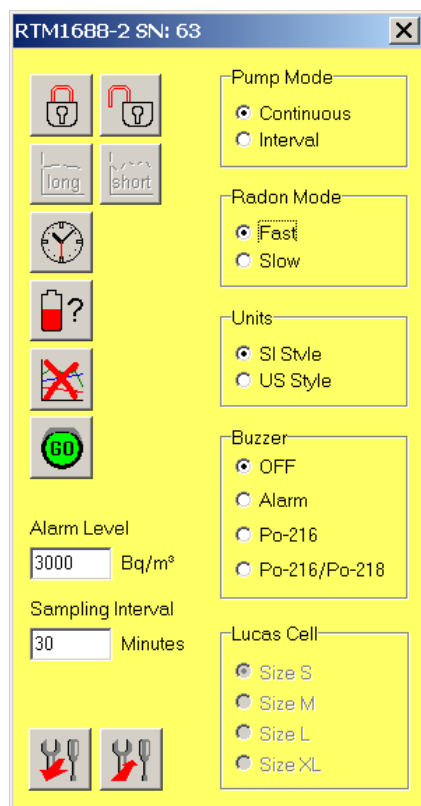 RTM1688-2 SN: 63
long
short
?
GO
Alarm Level
3000 Bq/m³
Sampling Interval
30 Minutes
Pump Mode
Continuous
Interval
Radon Mode
Fast
Slow
Units
SI Style
US Style
Buzzer
OFF
Alarm
Po-216
Po-216/Po-218
Lucas Cell
Size S
Size M
Size L
Size XL